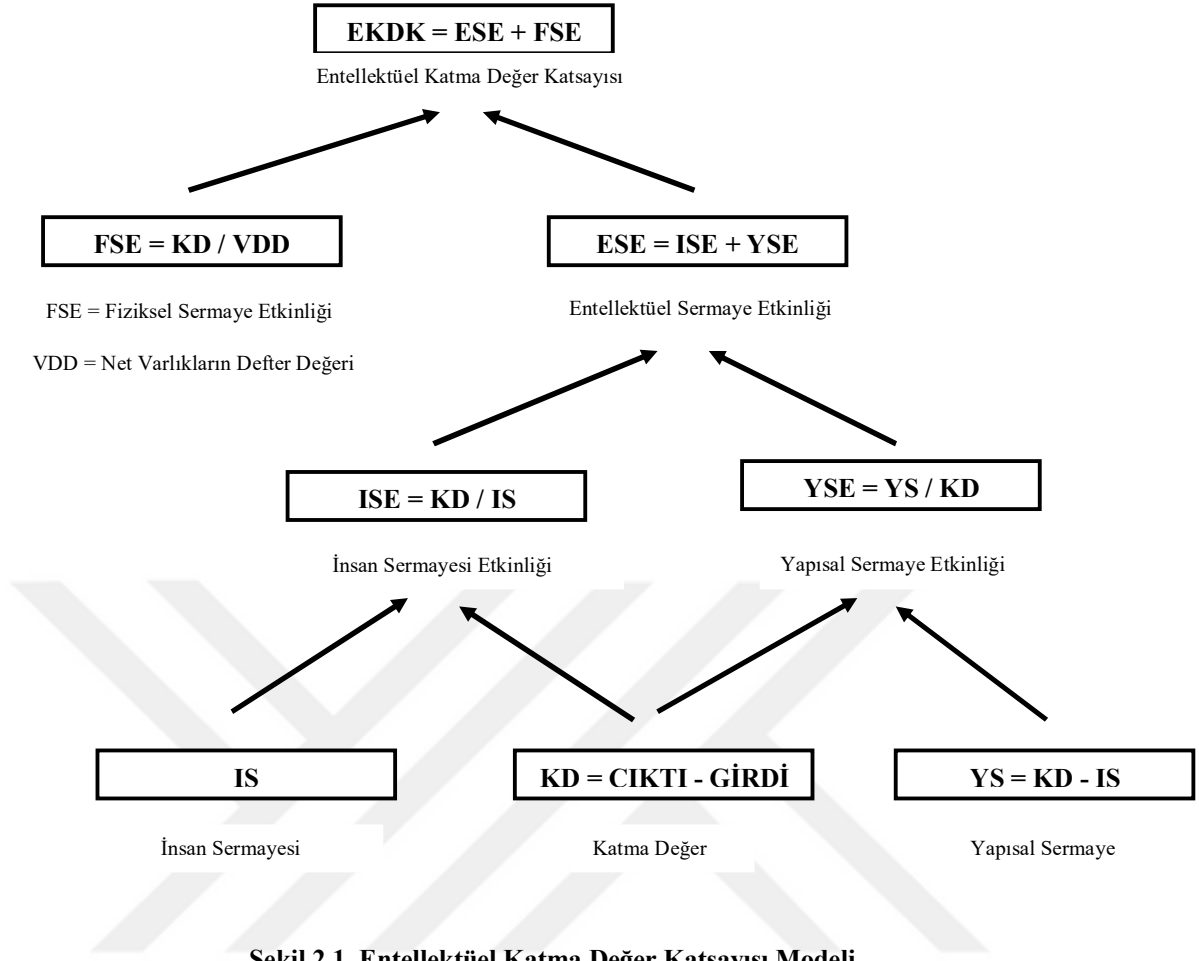 EKDK = ESE + FSE
Entellektüel Katma Değer Katsayısı
FSE = KD / VDD
ESE = ISE + YSE
FSE = Fiziksel Sermaye Etkinliği
Entellektüel Sermaye Etkinliği
VDD = Net Varlıkların Defter Değeri
ISE = KD / IS
YSE = YS / KD
İnsan Sermayesi Etkinliği
Yapısal Sermaye Etkinliği
IS
KD = CIKTI - GİRDİ
YS = KD - IS
İnsan Sermayesi
Katma Değer
Yapısal Sermaye
Şekil 2.1. Entellektüel Katma Değer Katsayısı Modeli